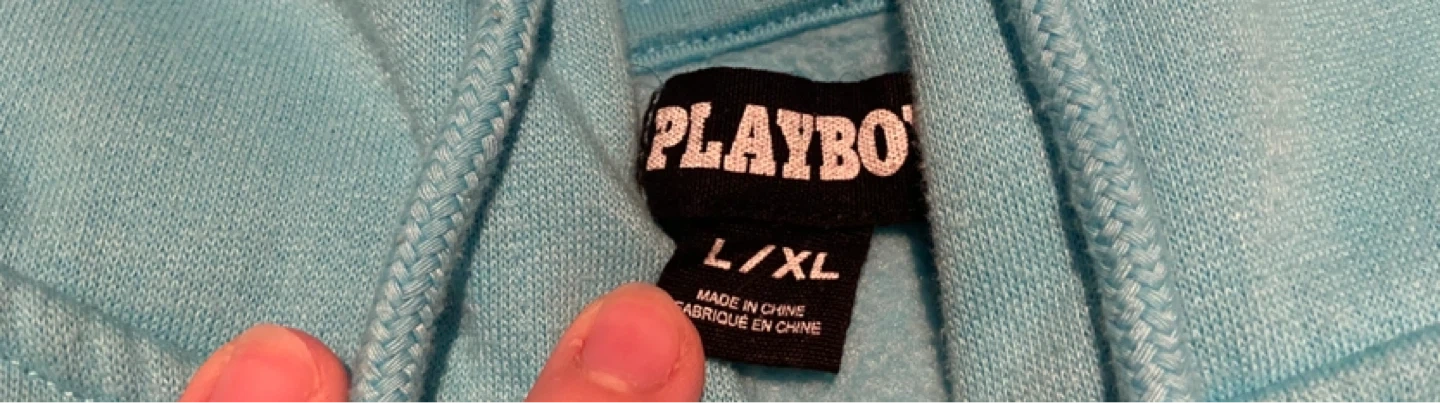 PLAYBO
L/XL
MADE IN CHINE
FABRIQUÉ EN CHINE